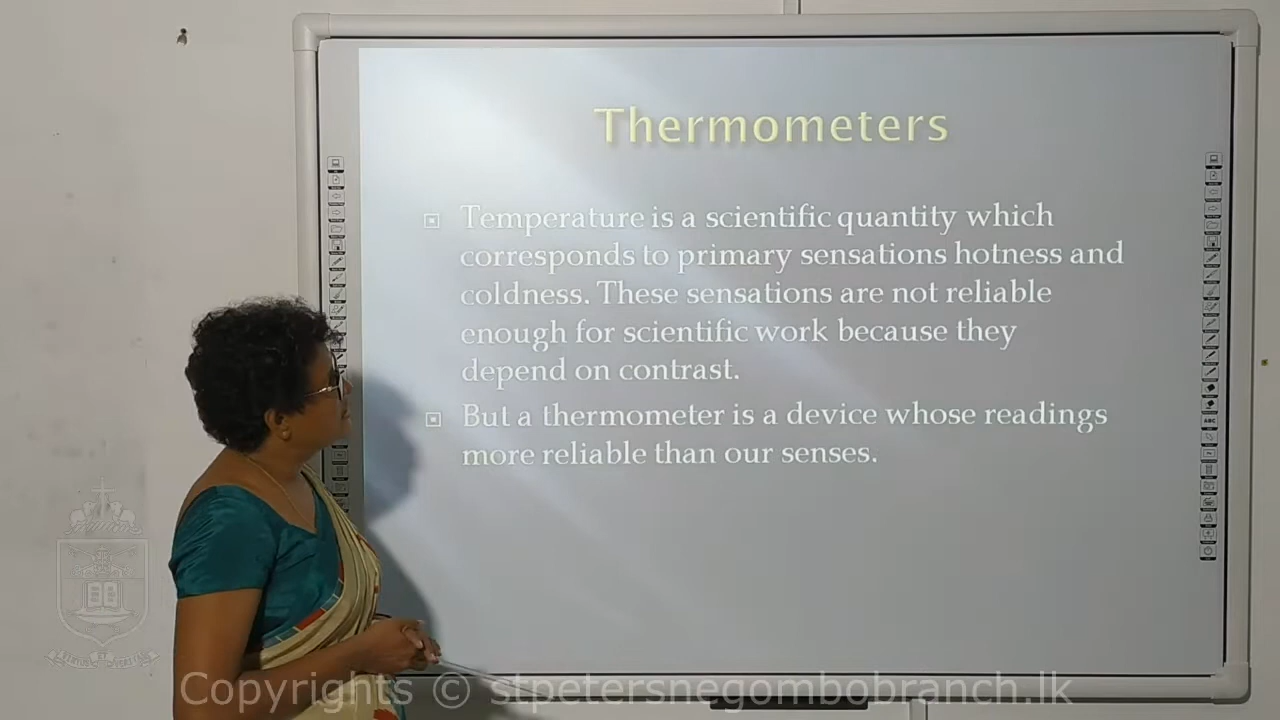 Thermometers
Temperature is a scientific quantity which
corresponds to primary sensations hotness and
coldness. These sensations are not reliable
enough for scientific work because they
depend on contrast.
But a thermometer is a device whose readings
more reliable than our senses.
Copyrights © stpetersnegombobranch.lk